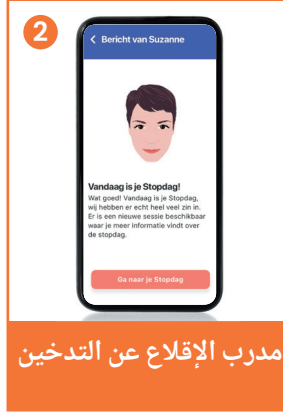 2
Bericht van Suzanne
Vandaag is je Stopdag!
Wat goed! Vandaag is je Stopdag,
wij hebben er echt heel veel zin in.
Er is een nieuwe sessie beschikbaar
waar je meer informatie vindt over
de stopdag.
Ga naar je Stopdag
مدرب الإقلاع عن التدخين